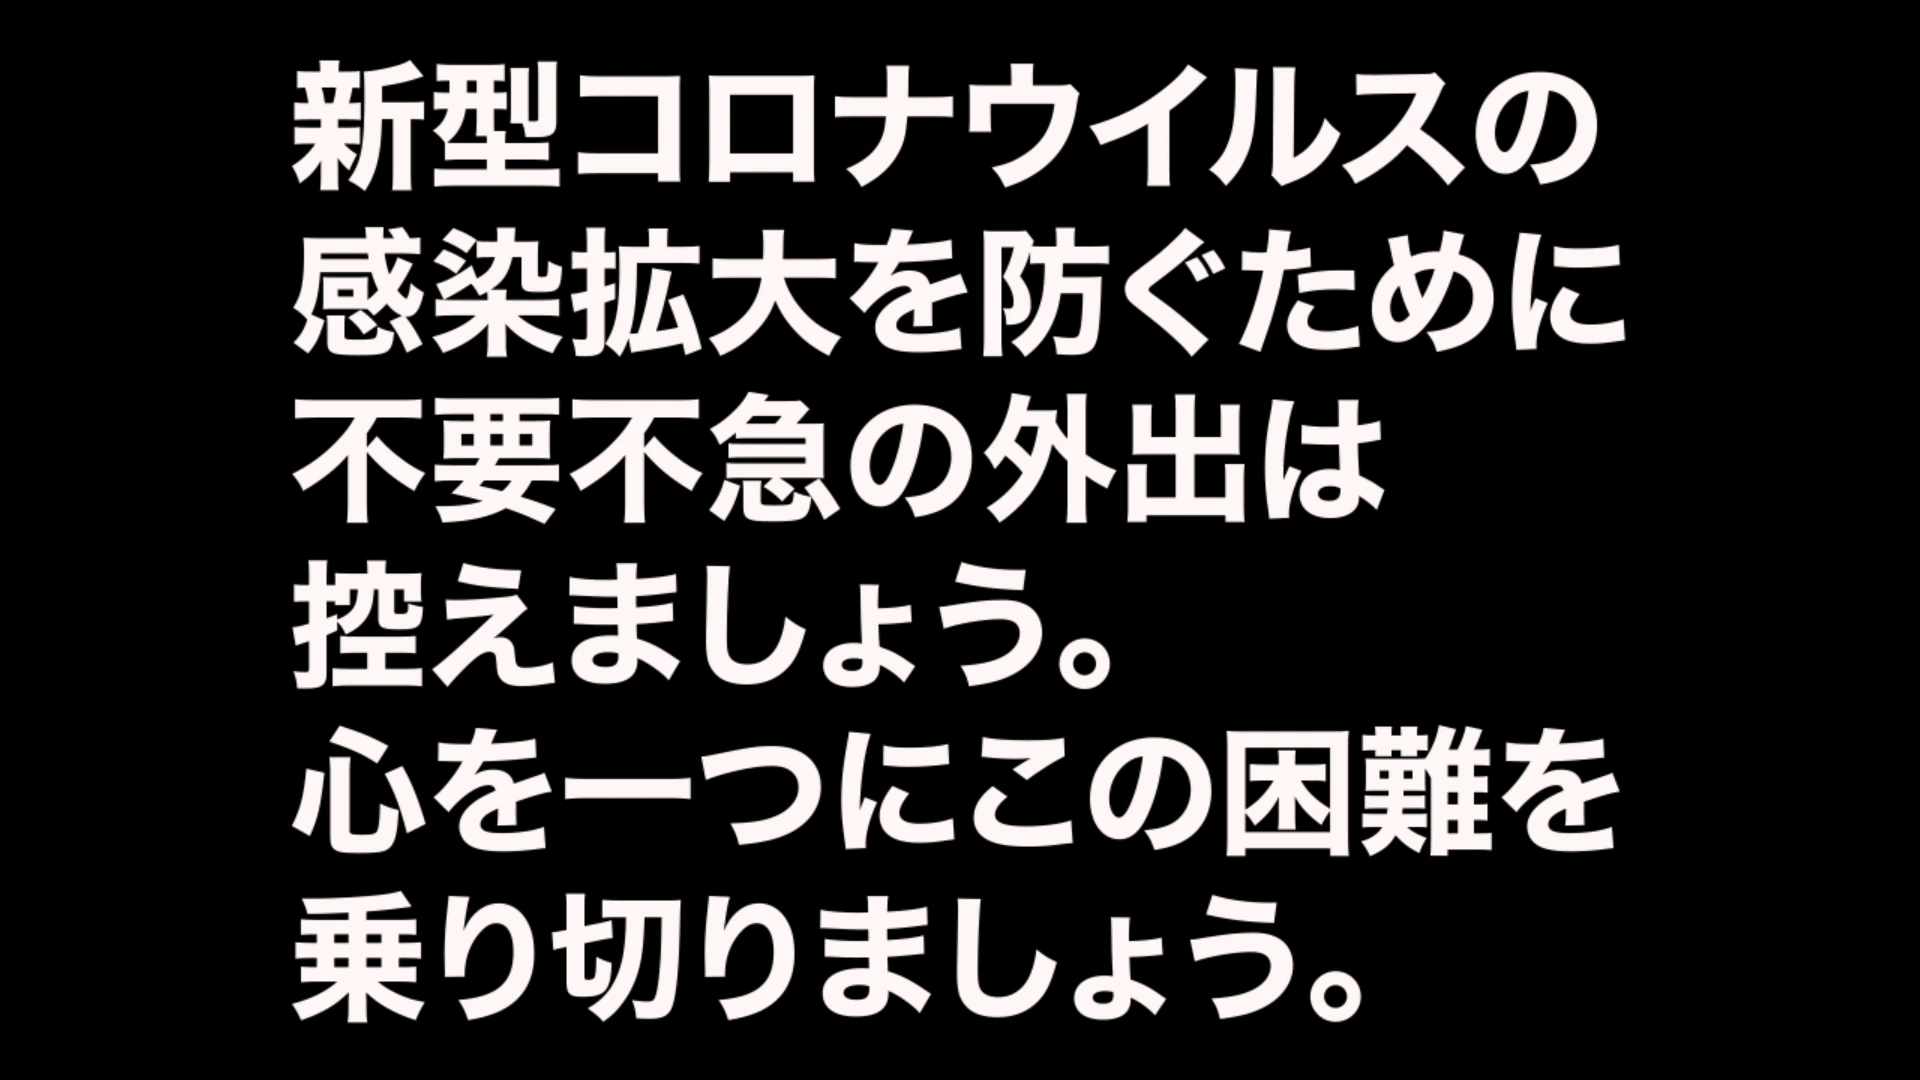 新型コロナウイルスの
感染拡大を防ぐために
不要不急の外出は
控えましょう。
心を一つにこの困難を
乗り切りましょう。